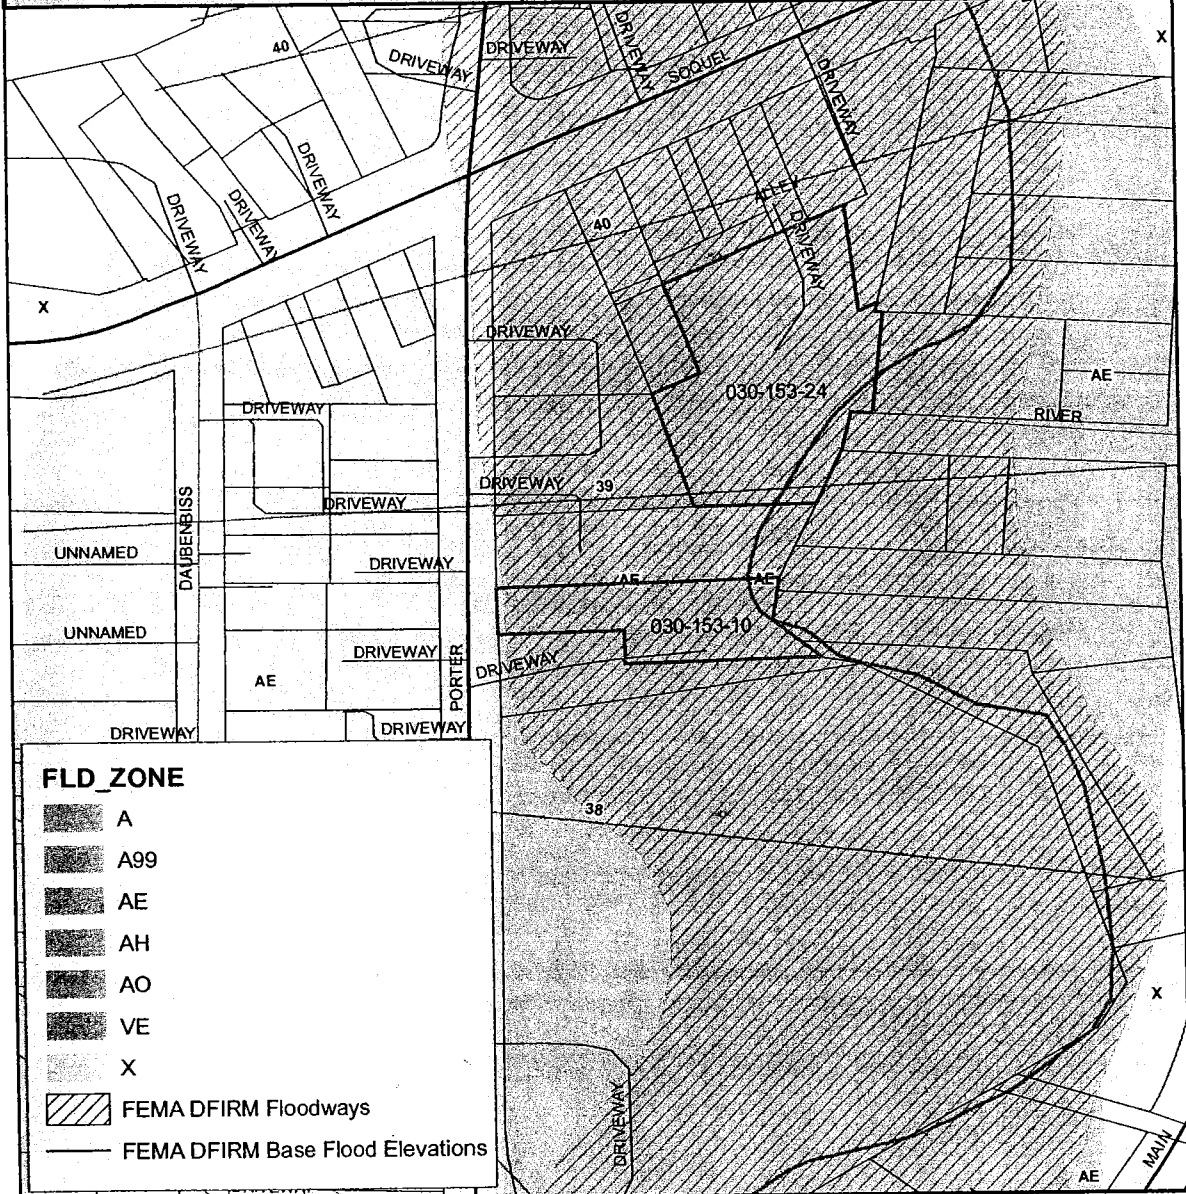 X
40
DRIVEWAY
DRIVEWAY
DRIVEWAY
SOQUEL
DRIVEWAY
DRIVEWAY
DRIVEWAY
DRIVEWAY
DRIVEWAY
ALLEY
40
DRIVEWAY
X
DRIVEWAY
AE
030-153-24
DRIVEWAY
RIVER
DRIVEWAY
39
DRIVEWAY
DAUBENBISS
UNNAMED
DRIVEWAY
AE
AE
030-153-10
UNNAMED
DRIVEWAY
DRIVEWAY
PORTER
AE
DRIVEWAY
DRIVEWAY
FLD_ZONE
A
A99
AE
AH
AO
VE
X
FEMA DFIRM Floodways
FEMA DFIRM Base Flood Elevations
38
X
DRIVEWAY
MAIN
AE